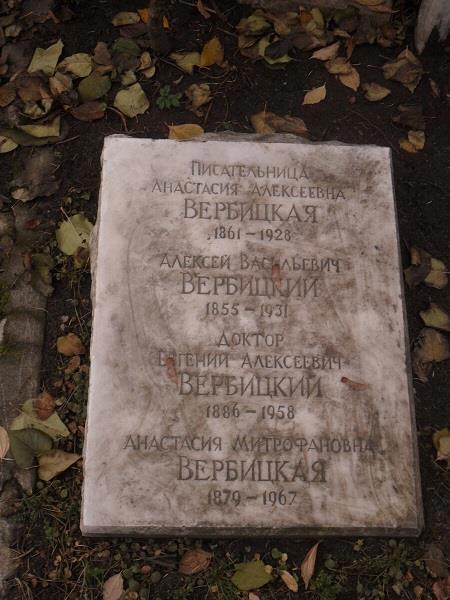 Писательница
Анастасия Алексеевна
Вербицкая
1861 – 1928
Алексей Васильевич
Вербицкий
1855 – 1931
Доктор
Евгений Алексеевич
Вербицкий
1886 – 1958
Анастасия Митрофановна
Вербицкая
1879 – 1967